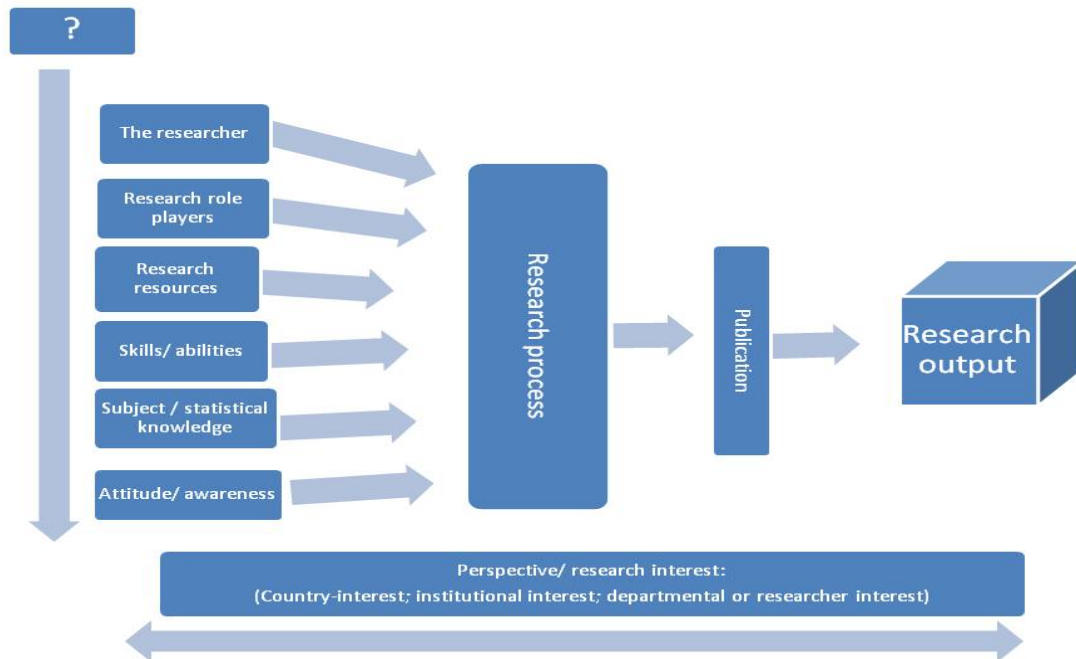 ?
The researcher
Research role
players
Research
resources
Skills/ abilities
Subject / statistical
knowledge
Attitude/ awareness
Research process
Publication
Research
output
Perspective/ research interest:
(Country-interest; institutional interest; departmental or researcher interest)